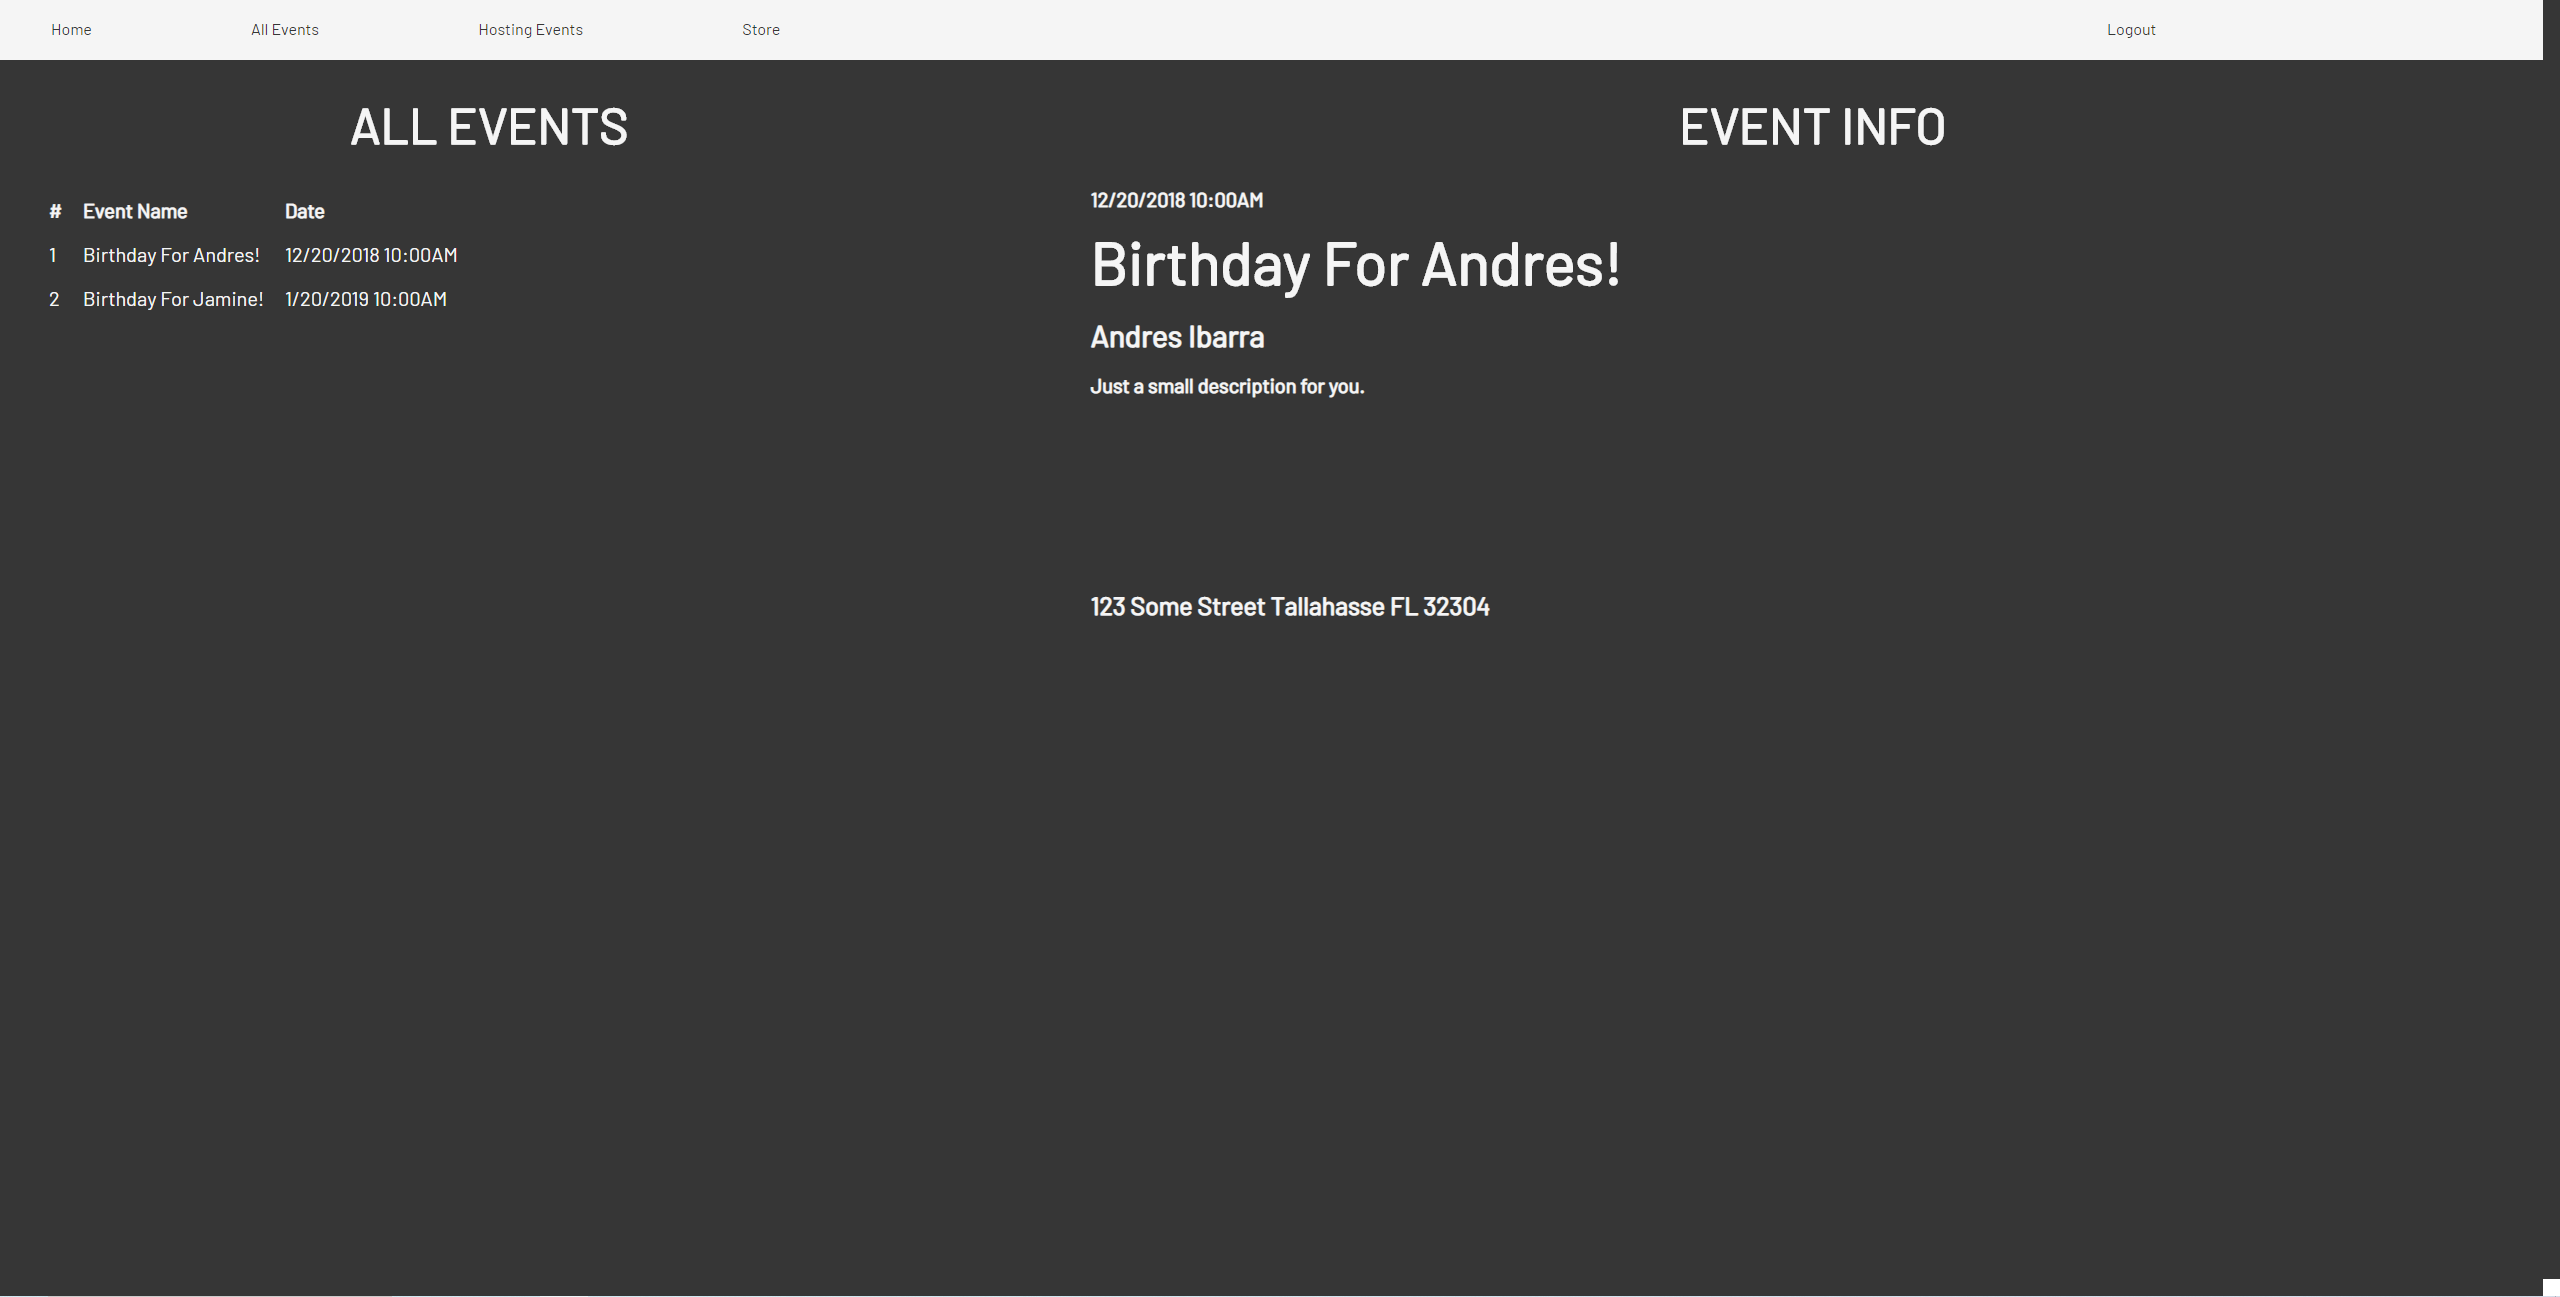 Home All Events Hosting Events Store Logout
ALL EVENTS
# Event Name Date
1 Birthday For Andres! 12/20/2018 10:00AM
2 Birthday For Jamine! 1/20/2019 10:00AM
EVENT INFO
12/20/2018 10:00AM
Birthday For Andres!
Andres Ibarra
Just a small description for you.
123 Some Street Tallahasse FL 32304